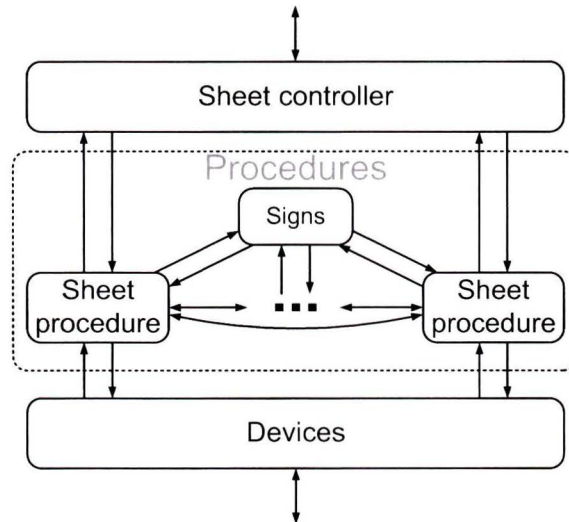 Sheet controller
Procedures
Signs
Sheet
procedure
Sheet
procedure
Devices